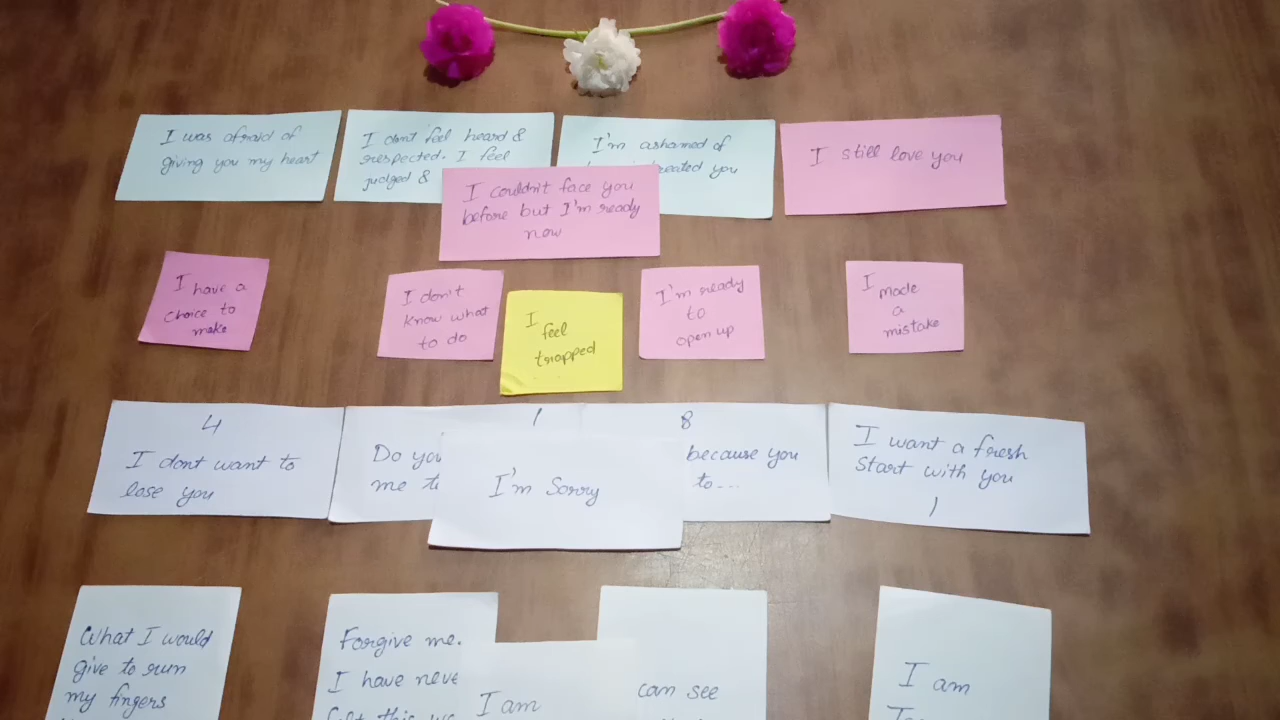 I was afraid of
giving you my heart
I don't feel heard &
respected. I feel
judged &
I'm ashamed of
treated you
I still love you
I couldn't face you
before but I'm ready
now
I have a
choice to
make
I don't
know what
to do
I
feel
trapped
I'm ready
to
open up
I
made
a
mistake
4
I dont want to
lose you
1
Do you
me
8
because you
to...
I'm Sorry
I want a fresh
start with you
1
What I would
give to run
my fingers
Forgive me.
I have
I am
can see
I am